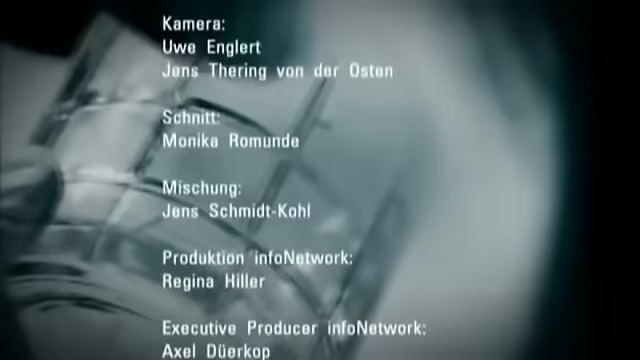 Kamera:
Uwe Englert
Jens Thering von der Osten
Schnitt:
Monika Romunde
Mischung:
Jens Schmidt-Kohl
Produktion infoNetwork:
Regina Hiller
Executive Producer infoNetwork:
Axel Düerkop